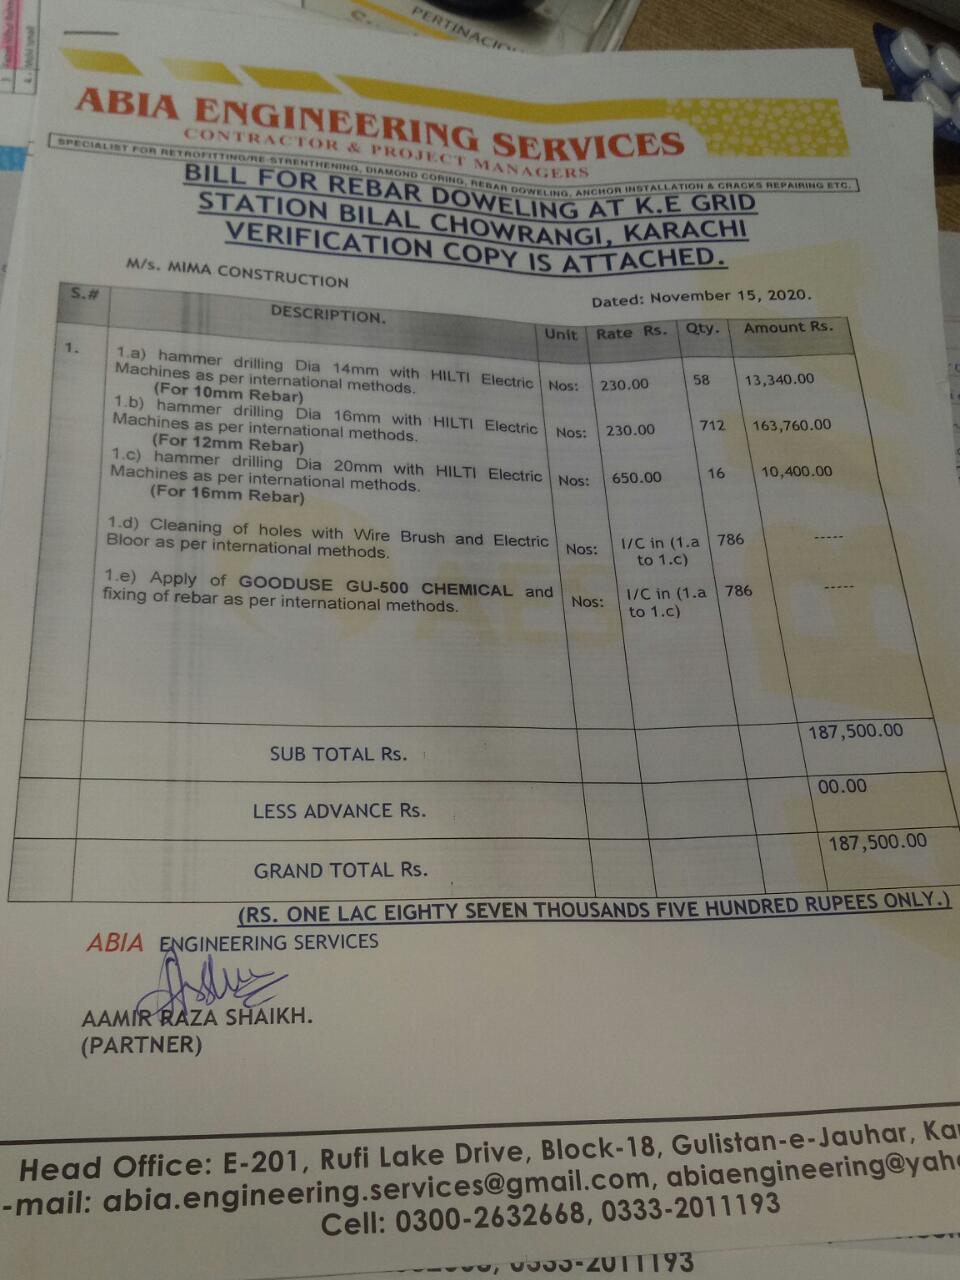 PERTINACIO
ABIA ENGINEERING SERVICES
CONTRACTOR & PROJECT MANAGERS
SPECIALIST FOR RETROFITTING/RE-STRENTHENING, DIAMOND CORING, REBAR DOWELING, ANCHOR INSTALLATION & CRACKS REPAIRING ETC.
BILL FOR REBAR DOWELING AT K.E GRID
STATION BILAL CHOWRANGI, KARACHI
VERIFICATION COPY IS ATTACHED.
M/s. MIMA CONSTRUCTION
Dated: November 15, 2020.
S.# DESCRIPTION. Unit Rate Rs. Qty. Amount Rs.
1. 1.a) hammer drilling Dia 14mm with HILTI Electric
Machines as per international methods. Nos: 230.00 58 13,340.00
(For 10mm Rebar)
1.b) hammer drilling Dia 16mm with HILTI Electric
Machines as per international methods. Nos: 230.00 712 163,760.00
(For 12mm Rebar)
1.c) hammer drilling Dia 20mm with HILTI Electric
Machines as per international methods. Nos: 650.00 16 10,400.00
(For 16mm Rebar)
1.d) Cleaning of holes with Wire Brush and Electric
Bloor as per international methods. Nos: I/C in (1.a to 1.c) 786 -----
1.e) Apply of GOODUSE GU-500 CHEMICAL and
fixing of rebar as per international methods. Nos: I/C in (1.a to 1.c) 786 -----
AES
SUB TOTAL Rs. 187,500.00
LESS ADVANCE Rs. 00.00
GRAND TOTAL Rs. 187,500.00
(RS. ONE LAC EIGHTY SEVEN THOUSANDS FIVE HUNDRED RUPEES ONLY.)
ABIA ENGINEERING SERVICES
AAMIR RAZA SHAIKH.
(PARTNER)
Head Office: E-201, Rufi Lake Drive, Block-18, Gulistan-e-Jauhar, Ka
-mail: abia.engineering.services@gmail.com, abiaengineering@yah
Cell: 0300-2632668, 0333-2011193
0333-2011193